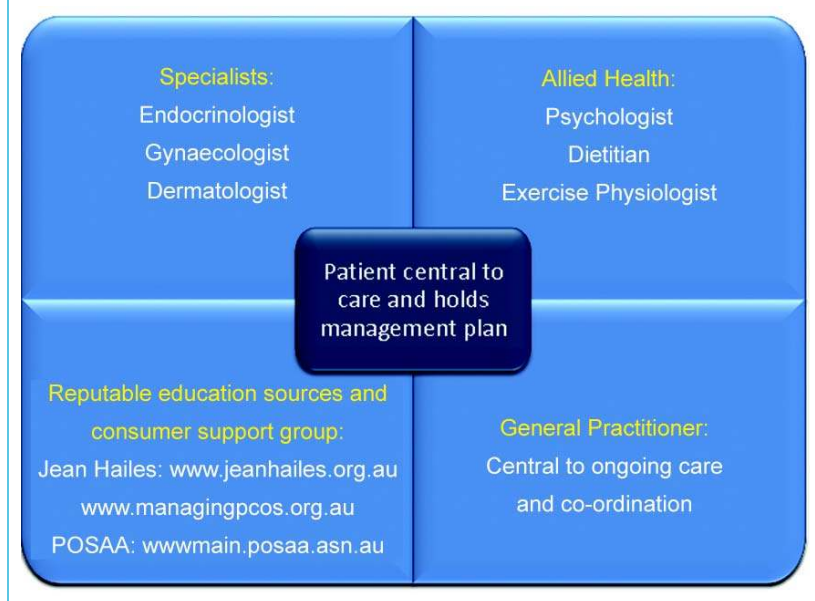 Specialists:
Endocrinologist
Gynaecologist
Dermatologist
Allied Health:
Psychologist
Dietitian
Exercise Physiologist
Patient central to
care and holds
management plan
Reputable education sources and
consumer support group:
Jean Hailes: www.jeanhailes.org.au
www.managingpcos.org.au
POSAA: wwwmain.posaa.asn.au
General Practitioner:
Central to ongoing care
and co-ordination